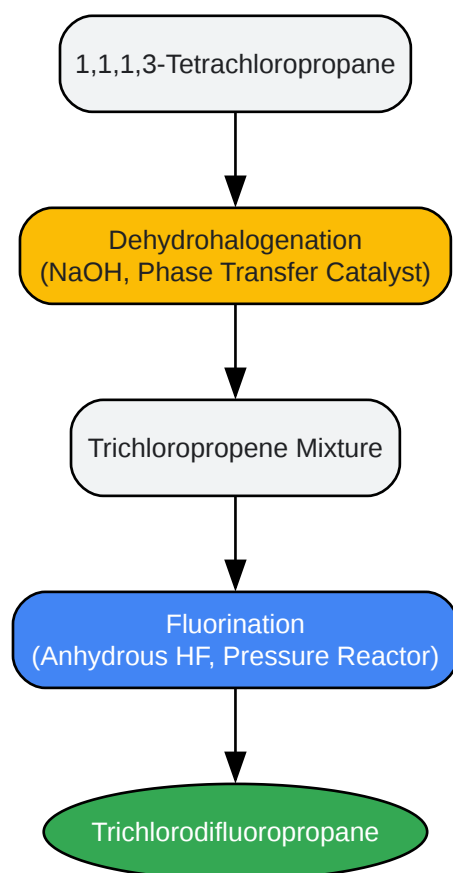 1,1,1,3-Tetrachloropropane
Dehydrohalogenation
(NaOH, Phase Transfer Catalyst)
Trichloropropene Mixture
Fluorination
(Anhydrous HF, Pressure Reactor)
Trichlorodifluoropropane